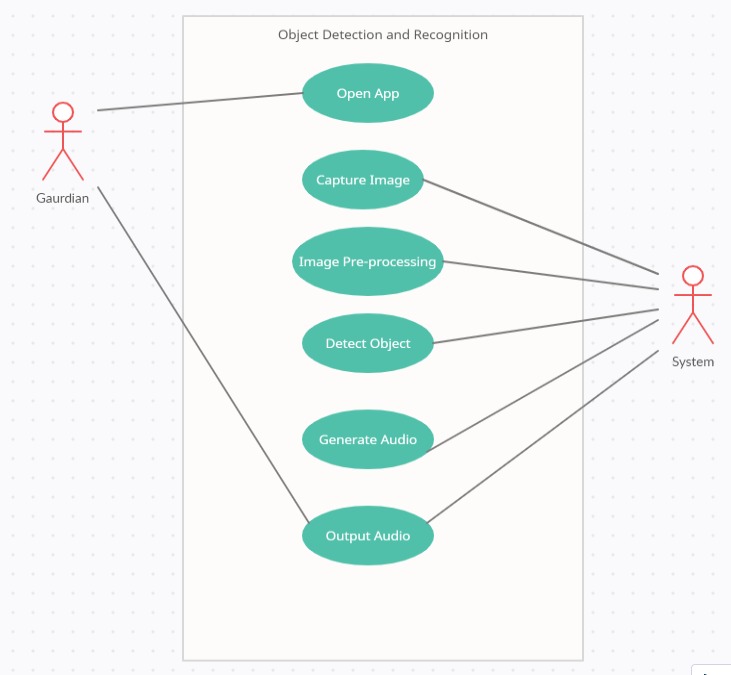 Object Detection and Recognition
Open App
Gaurdian
Capture Image
Image Pre-processing
Detect Object
System
Generate Audio
Output Audio